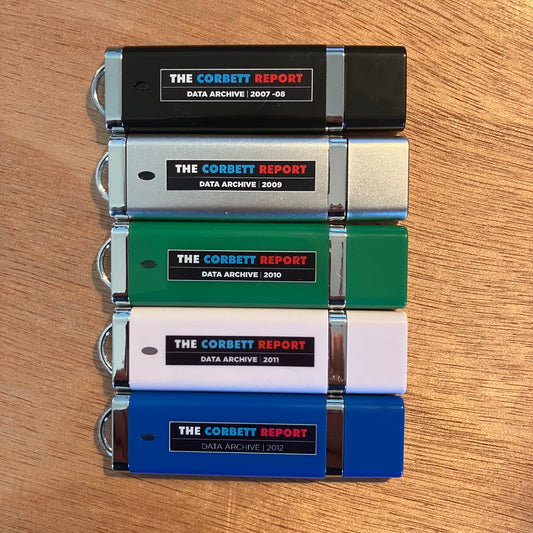 THE CORBETT REPORT
DATA ARCHIVE | 2007 -08
THE CORBETT REPORT
DATA ARCHIVE | 2009
THE CORBETT REPORT
DATA ARCHIVE | 2010
THE CORBETT REPORT
DATA ARCHIVE | 2011
THE CORBETT REPORT
DATA ARCHIVE | 2012